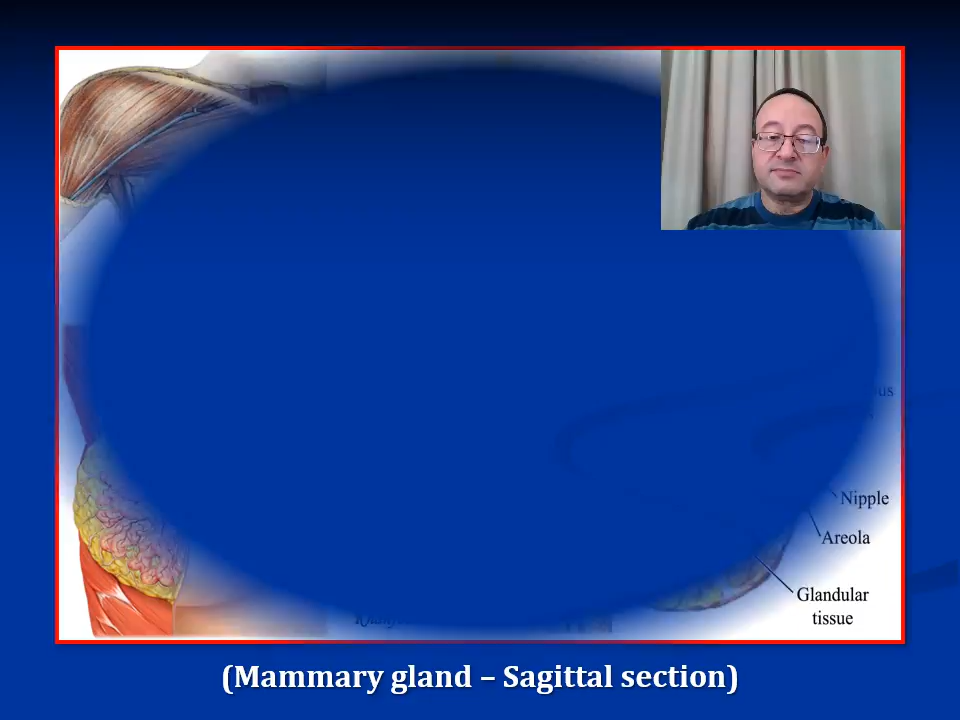 Nipple
Areola
Glandular
tissue
(Mammary gland – Sagittal section)